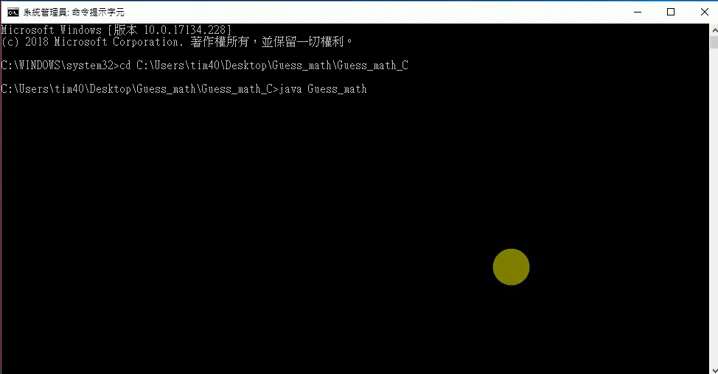 系統管理員: 命令提示字元
Microsoft Windows [版本 10.0.17134.228]
(c) 2018 Microsoft Corporation. 著作權所有，並保留一切權利。
C:\WINDOWS\system32>cd C:\Users\tim40\Desktop\Guess_math\Guess_math_C
C:\Users\tim40\Desktop\Guess_math\Guess_math_C>java Guess_math